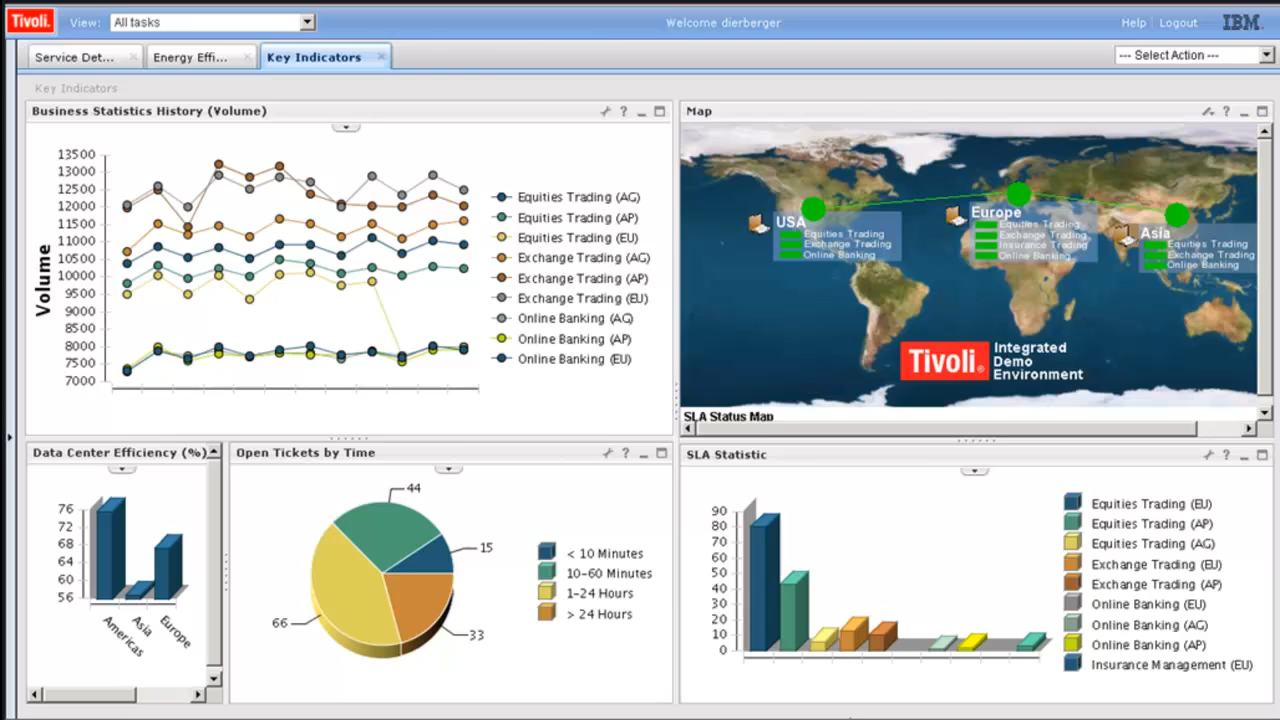 Tivoli. View: All tasks Welcome dierberger Help Logout IBM.
Service Det... Energy Effi... Key Indicators --- Select Action ---
Key Indicators
Business Statistics History (Volume)
13500
13000
12500
12000
11500
11000
10500
10000
9500
9000
8500
8000
7500
7000
Volume
Equities Trading (AG)
Equities Trading (AP)
Equities Trading (EU)
Exchange Trading (AG)
Exchange Trading (AP)
Exchange Trading (EU)
Online Banking (AG)
Online Banking (AP)
Online Banking (EU)
Map
USA
Equities Trading
Exchange Trading
Online Banking
Europe
Equities Trading
Exchange Trading
Insurance Trading
Online Banking
Asia
Equities Trading
Exchange Trading
Online Banking
Tivoli® Integrated
Demo
Environment
SLA Status Map
Data Center Efficiency (%)
76
72
68
64
60
56
Americas
Asia
Europe
Open Tickets by Time
44
15
66
33
< 10 Minutes
10-60 Minutes
1-24 Hours
> 24 Hours
SLA Statistic
90
80
70
60
50
40
30
20
10
0
Equities Trading (EU)
Equities Trading (AP)
Equities Trading (AG)
Exchange Trading (EU)
Exchange Trading (AP)
Online Banking (EU)
Online Banking (AG)
Online Banking (AP)
Insurance Management (EU)